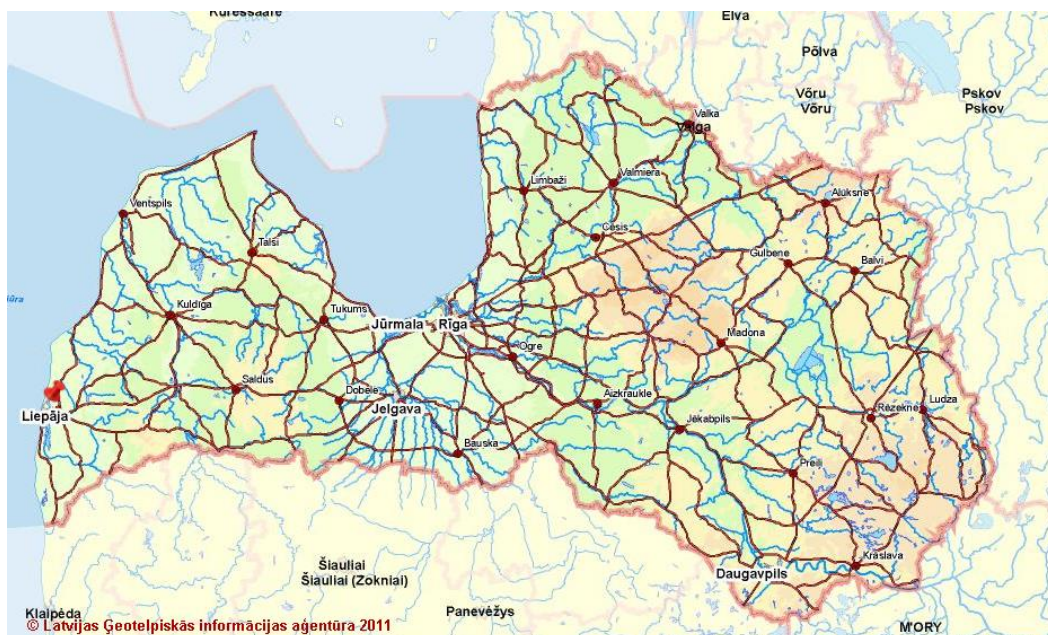 Kuressaare
Elva
Põlva
Võru
Võru
Pskov
Pskov
Valka
Valga
Limbaži
Valmiera
Alūksne
Ventspils
Cēsis
Talsi
Gulbene
Balvi
Kuldīga
Tukums
Jūrmala
Rīga
Madona
Ogre
Saldus
Dobele
Aizkraukle
Ludza
Liepāja
Jelgava
Rēzekne
Jēkabpils
Bauska
Preiļi
Krāslava
Šiauliai
Šiauliai (Zokniai)
Daugavpils
Klaipėda
Panevėžys
M'ORY
© Latvijas Ģeotelpiskās informācijas aģentūra 2011